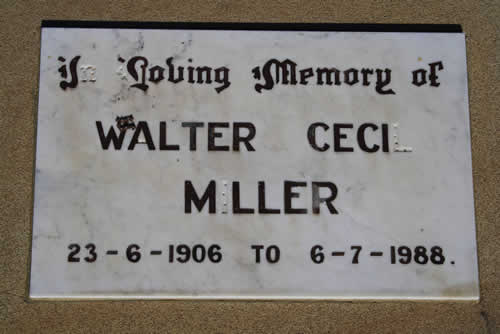 In Loving Memory of
WALTER CECIL
MILLER
23-6-1906 TO 6-7-1988.